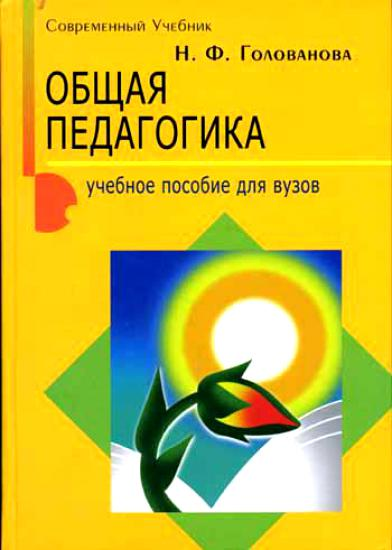 Современный Учебник
Н. Ф. Голованова
ОБЩАЯ
ПЕДАГОГИКА
учебное пособие для вузов